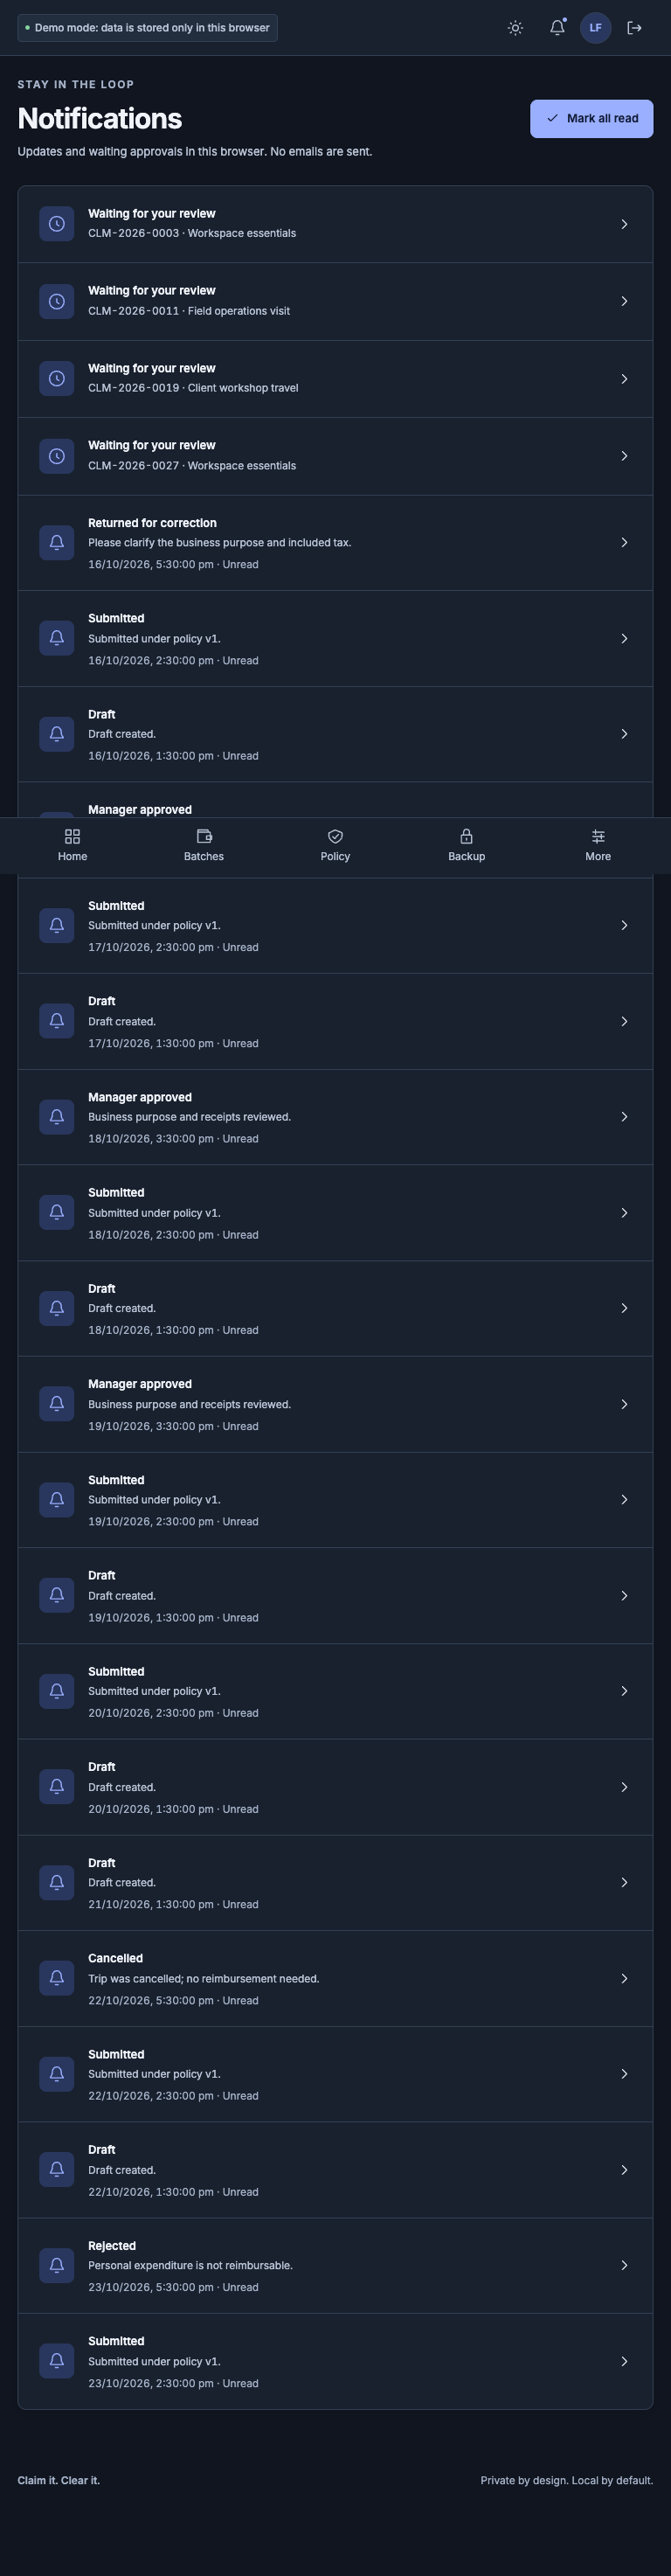 Demo mode: data is stored only in this browser
LF
STAY IN THE LOOP
Notifications
Mark all read
Updates and waiting approvals in this browser. No emails are sent.
Waiting for your review
CLM-2026-0003 · Workspace essentials
Waiting for your review
CLM-2026-0011 · Field operations visit
Waiting for your review
CLM-2026-0019 · Client workshop travel
Waiting for your review
CLM-2026-0027 · Workspace essentials
Returned for correction
Please clarify the business purpose and included tax.
16/10/2026, 5:30:00 pm · Unread
Submitted
Submitted under policy v1.
16/10/2026, 2:30:00 pm · Unread
Draft
Draft created.
16/10/2026, 1:30:00 pm · Unread
Manager approved
Home
Batches
Policy
Backup
More
Submitted
Submitted under policy v1.
17/10/2026, 2:30:00 pm · Unread
Draft
Draft created.
17/10/2026, 1:30:00 pm · Unread
Manager approved
Business purpose and receipts reviewed.
18/10/2026, 3:30:00 pm · Unread
Submitted
Submitted under policy v1.
18/10/2026, 2:30:00 pm · Unread
Draft
Draft created.
18/10/2026, 1:30:00 pm · Unread
Manager approved
Business purpose and receipts reviewed.
19/10/2026, 3:30:00 pm · Unread
Submitted
Submitted under policy v1.
19/10/2026, 2:30:00 pm · Unread
Draft
Draft created.
19/10/2026, 1:30:00 pm · Unread
Submitted
Submitted under policy v1.
20/10/2026, 2:30:00 pm · Unread
Draft
Draft created.
20/10/2026, 1:30:00 pm · Unread
Draft
Draft created.
21/10/2026, 1:30:00 pm · Unread
Cancelled
Trip was cancelled; no reimbursement needed.
22/10/2026, 5:30:00 pm · Unread
Submitted
Submitted under policy v1.
22/10/2026, 2:30:00 pm · Unread
Draft
Draft created.
22/10/2026, 1:30:00 pm · Unread
Rejected
Personal expenditure is not reimbursable.
23/10/2026, 5:30:00 pm · Unread
Submitted
Submitted under policy v1.
23/10/2026, 2:30:00 pm · Unread
Claim it. Clear it.
Private by design. Local by default.